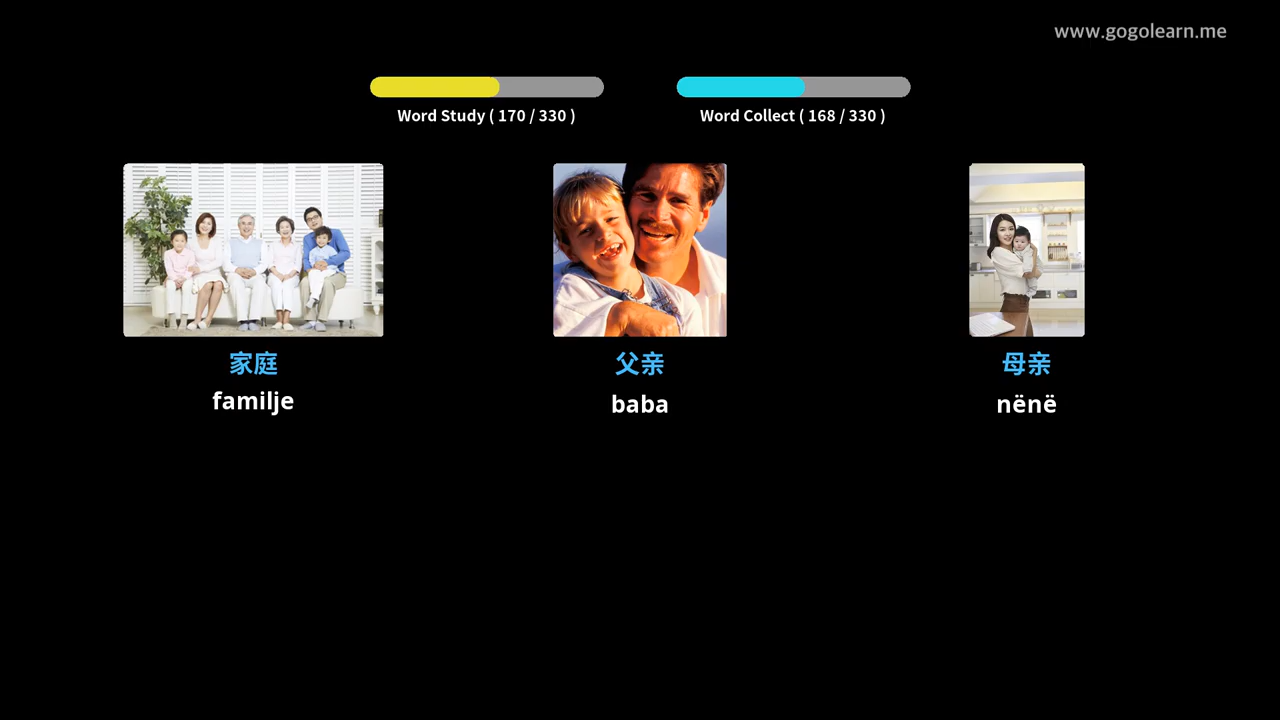 www.gogolearn.me
Word Study ( 170 / 330 )
Word Collect ( 168 / 330 )
家庭
父亲
母亲
familje
baba
nënë